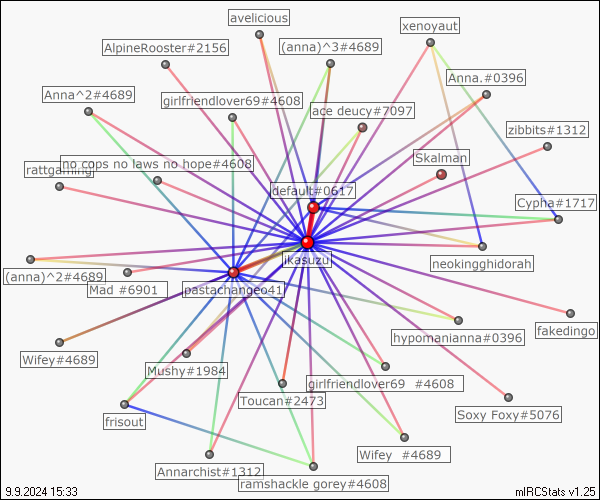 avelicious
xenoyaut
AlpineRooster#2156
(anna)^3#4689
Anna.#0396
Anna^2#4689
girlfriendlover69#4608
ace deucy#7097
zibbits#1312
rattgaming
no cops no laws no hope#4608
Skalman
default#0617
Cypha#1717
ikasuzu
neokingghidorah
(anna)^2#4689
Mad #6901
pastachangeo41
fakedingo
hypomanianna#0396
Wifey#4689
Mushy#1984
girlfriendlover69 #4608
Toucan#2473
Soxy Foxy#5076
frisout
Wifey #4689
Annarchist#1312
ramshackle gorey#4608
9.9.2024 15:33
mIRCStats v1.25